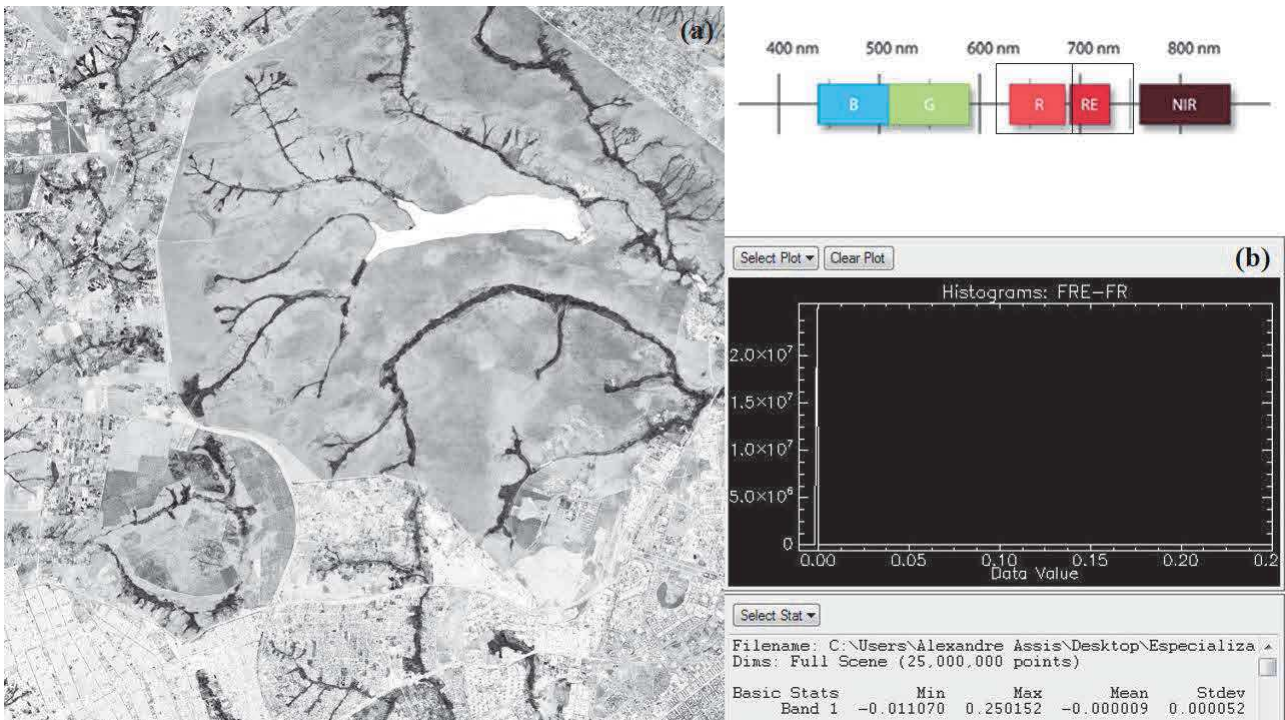 (a)
400 nm 500 nm 600 nm 700 nm 800 nm
B G R RE NIR
Select Plot Clear Plot
(b)
Histograms: FRE-FR
2.0×10⁷
1.5×10⁷
1.0×10⁷
5.0×10⁶
0
0.00 0.05 0.10 0.15 0.20 0.2
Data Value
Select Stat
Filename: C:\Users\Alexandre Assis\Desktop\Especializa
Dims: Full Scene (25,000,000 points)
Basic Stats Min Max Mean Stdev
Band 1 -0.011070 0.250152 -0.000009 0.000052